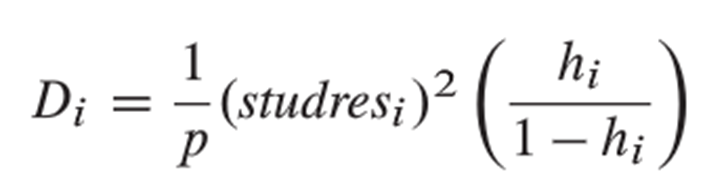 D_i = \frac{1}{p}(studres_i)^2 \left( \frac{h_i}{1 - h_i} \right)